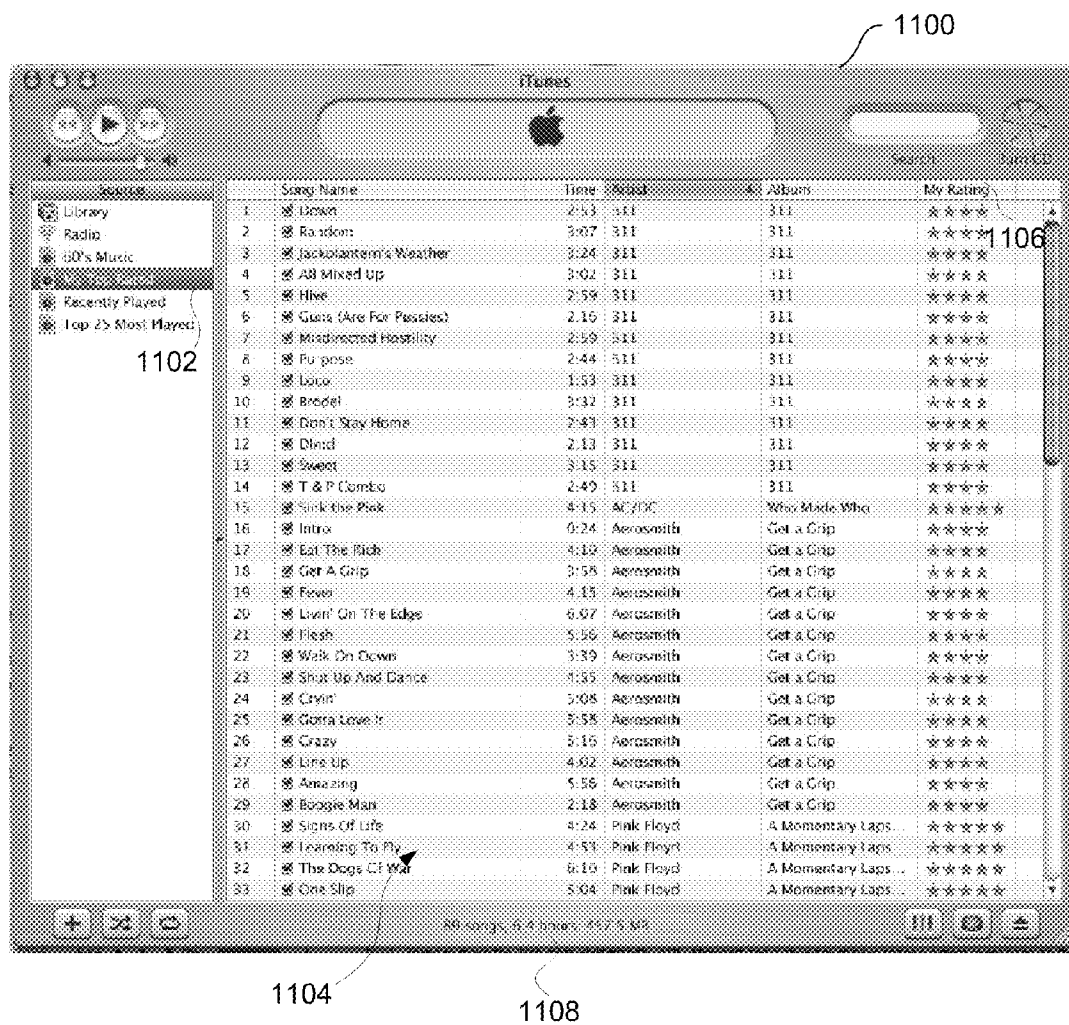 1100
iTunes
Search Burn CD
Source
Library
Radio
60's Music
Recently Played
Top 25 Most Played
1102
Song Name Time Artist Album My Rating
1106
1 Down 2:53 311 311
2 Random 3:07 311 311
3 Jackolantern's Weather 3:24 311 311
4 All Mixed Up 3:02 311 311
5 Hive 2:59 311 311
6 Guns (Are For Pussies) 2:16 311 311
7 Misdirected Hostility 2:59 311 311
8 Purpose 2:44 311 311
9 Loco 1:53 311 311
10 Brodel 3:32 311 311
11 Don't Stay Home 2:43 311 311
12 DLMD 2:13 311 311
13 Sweet 3:15 311 311
14 T & P Combo 2:49 311 311
15 Sink the Pink 4:15 AC/DC Who Made Who
16 Intro 0:24 Aerosmith Get a Grip
17 Eat The Rich 4:10 Aerosmith Get a Grip
18 Get A Grip 3:58 Aerosmith Get a Grip
19 Fever 4:15 Aerosmith Get a Grip
20 Livin' On The Edge 6:07 Aerosmith Get a Grip
21 Flesh 5:56 Aerosmith Get a Grip
22 Walk On Down 3:39 Aerosmith Get a Grip
23 Shut Up And Dance 4:55 Aerosmith Get a Grip
24 Cryin' 5:08 Aerosmith Get a Grip
25 Gotta Love It 5:58 Aerosmith Get a Grip
26 Crazy 5:16 Aerosmith Get a Grip
27 Line Up 4:02 Aerosmith Get a Grip
28 Amazing 5:56 Aerosmith Get a Grip
29 Boogie Man 2:18 Aerosmith Get a Grip
30 Signs Of Life 4:24 Pink Floyd A Momentary Laps...
31 Learning To Fly 4:53 Pink Floyd A Momentary Laps...
32 The Dogs Of War 6:10 Pink Floyd A Momentary Laps...
33 One Slip 5:04 Pink Floyd A Momentary Laps...
89 songs, 6.4 hours,
1104
1108